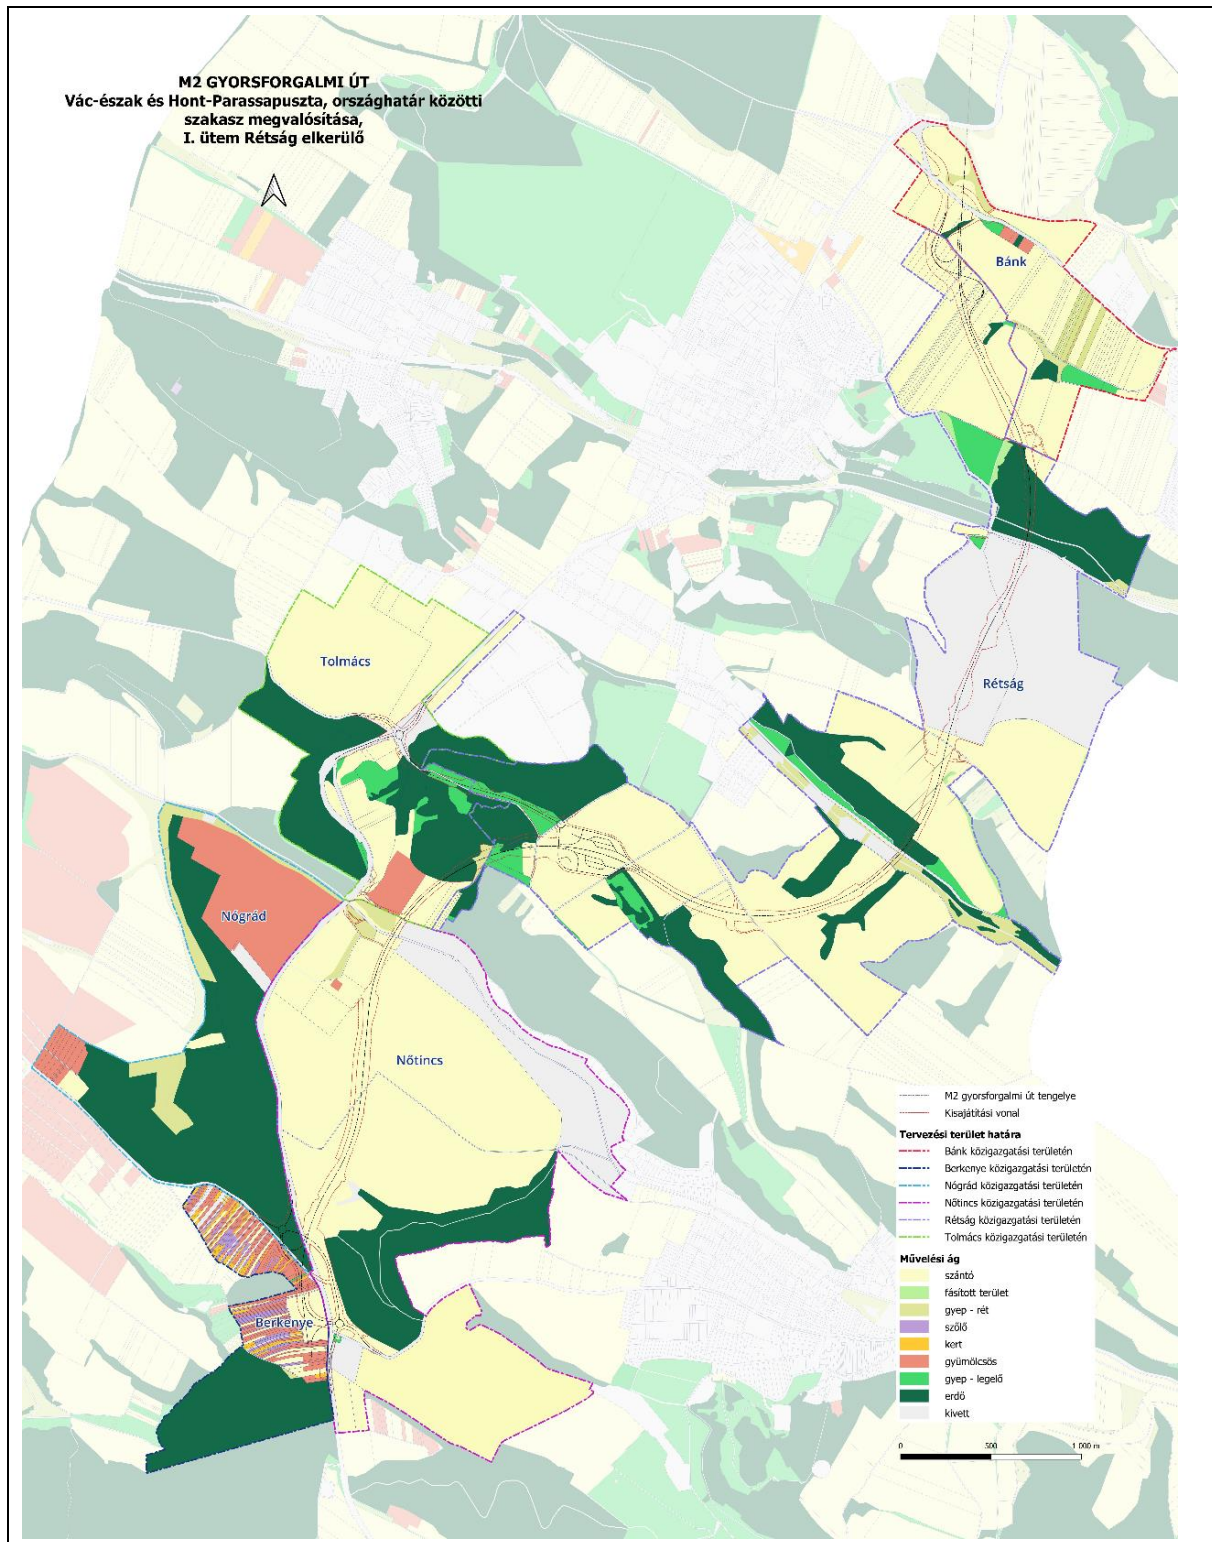 M2 GYORSFORGALMI ÚT
Vác-észak és Hont-Parassapuszta, országhatár közötti
szakasz megvalósítása,
I. ütem Rétság elkerülő
Bánk
Tolmács
Rétság
Nógrád
Nőtincs
Berkenye
M2 gyorsforgalmi út tengelye
Kisajátítási vonal
Tervezési terület határa
Bánk közigazgatási területén
Berkenye közigazgatási területén
Nógrád közigazgatási területén
Nőtincs közigazgatási területén
Rétság közigazgatási területén
Tolmács közigazgatási területén
Művelési ág
szántó
fásított terület
gyep - rét
szőlő
kert
gyümölcsös
gyep - legelő
erdő
kivett
0 500 1 000 m